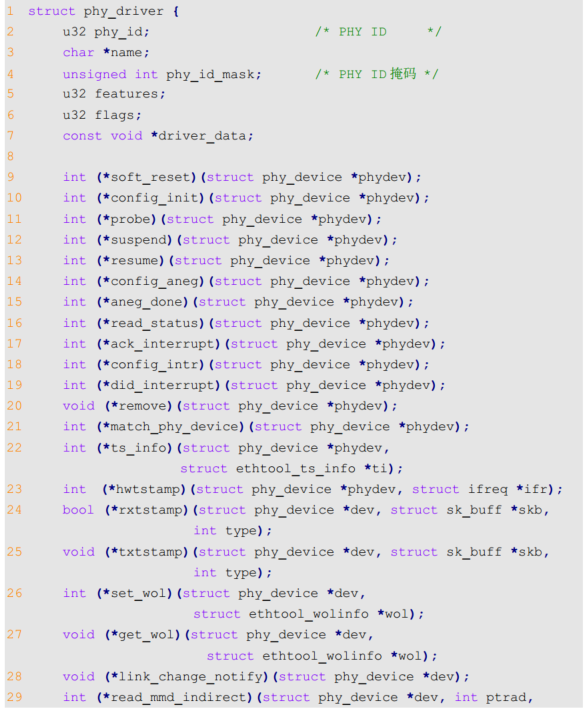 1 struct phy_driver {
2 u32 phy_id; /* PHY ID */
3 char *name;
4 unsigned int phy_id_mask; /* PHY ID 掩码 */
5 u32 features;
6 u32 flags;
7 const void *driver_data;
8
9 int (*soft_reset)(struct phy_device *phydev);
10 int (*config_init)(struct phy_device *phydev);
11 int (*probe)(struct phy_device *phydev);
12 int (*suspend)(struct phy_device *phydev);
13 int (*resume)(struct phy_device *phydev);
14 int (*config_aneg)(struct phy_device *phydev);
15 int (*aneg_done)(struct phy_device *phydev);
16 int (*read_status)(struct phy_device *phydev);
17 int (*ack_interrupt)(struct phy_device *phydev);
18 int (*config_intr)(struct phy_device *phydev);
19 int (*did_interrupt)(struct phy_device *phydev);
20 void (*remove)(struct phy_device *phydev);
21 int (*match_phy_device)(struct phy_device *phydev);
22 int (*ts_info)(struct phy_device *phydev,
struct ethtool_ts_info *ti);
23 int (*hwtstamp)(struct phy_device *phydev, struct ifreq *ifr);
24 bool (*rxtstamp)(struct phy_device *dev, struct sk_buff *skb,
int type);
25 void (*txtstamp)(struct phy_device *dev, struct sk_buff *skb,
int type);
26 int (*set_wol)(struct phy_device *dev,
struct ethtool_wolinfo *wol);
27 void (*get_wol)(struct phy_device *dev,
struct ethtool_wolinfo *wol);
28 void (*link_change_notify)(struct phy_device *dev);
29 int (*read_mmd_indirect)(struct phy_device *dev, int ptrad,